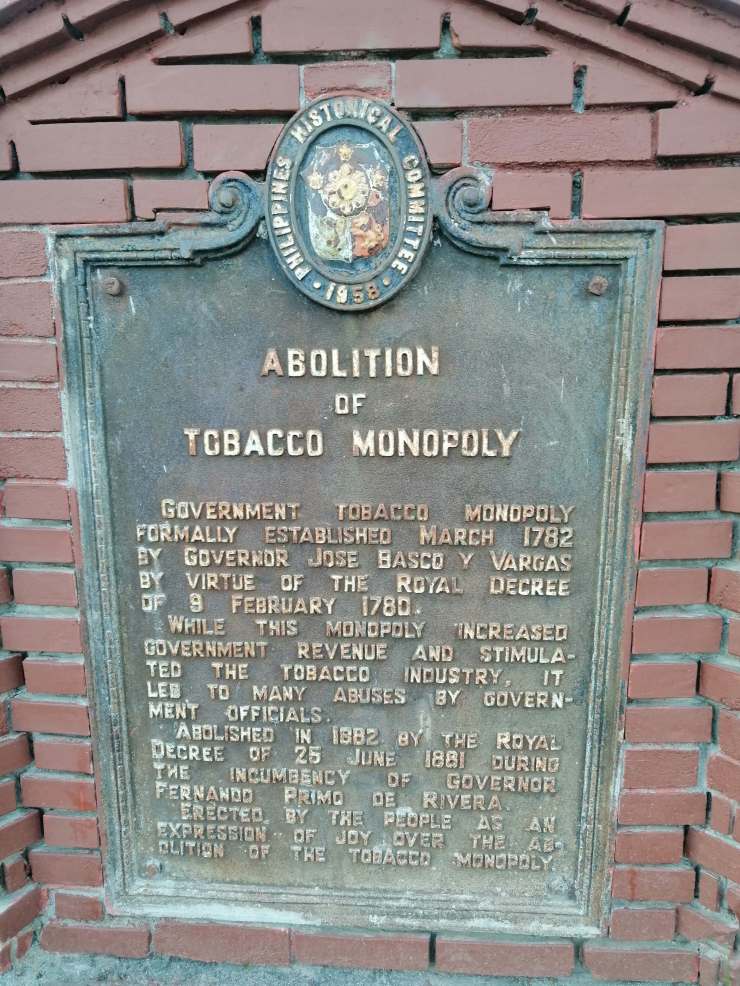 PHILIPPINES HISTORICAL COMMITTEE
· 1958 ·
ABOLITION
OF
TOBACCO MONOPOLY
GOVERNMENT TOBACCO MONOPOLY
FORMALLY ESTABLISHED MARCH 1782
BY GOVERNOR JOSE BASCO Y VARGAS
BY VIRTUE OF THE ROYAL DECREE
OF 9 FEBRUARY 1780.
WHILE THIS MONOPOLY INCREASED
GOVERNMENT REVENUE AND STIMULA-
TED THE TOBACCO INDUSTRY, IT
LED TO MANY ABUSES BY GOVERN-
MENT OFFICIALS.
ABOLISHED IN 1882 BY THE ROYAL
DECREE OF 25 JUNE 1881 DURING
THE INCUMBENCY OF GOVERNOR
FERNANDO PRIMO DE RIVERA.
ERECTED BY THE PEOPLE AS AN
EXPRESSION OF JOY OVER THE AB-
OLITION OF THE TOBACCO MONOPOLY.